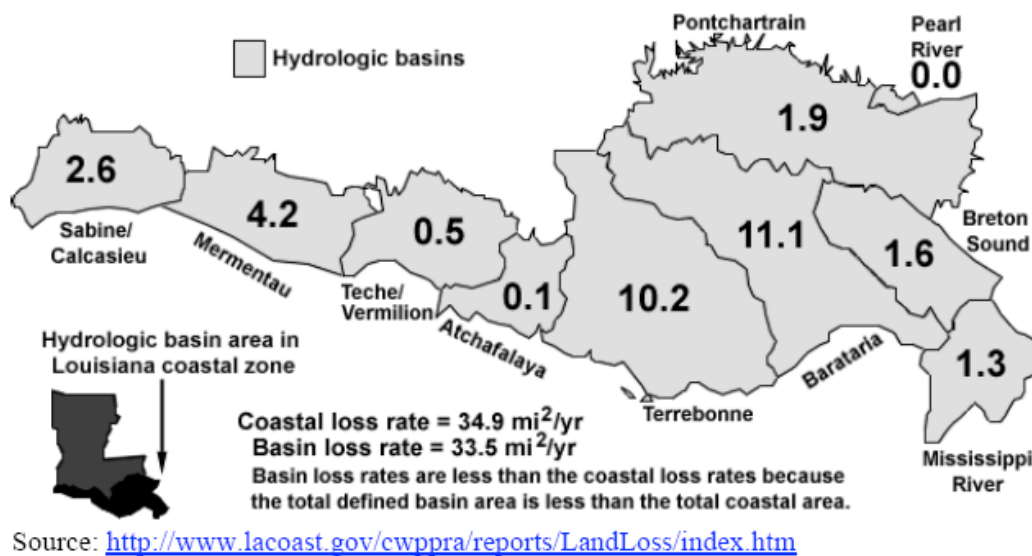 Pontchartrain
Pearl
River
0.0
Hydrologic basins
1.9
2.6
4.2
0.5
11.1
1.6
Breton
Sound
Sabine/
Calcasieu
Mermentau
Teche/
Vermilion
0.1
Atchafalaya
10.2
Barataria
1.3
Terrebonne
Mississippi
River
Hydrologic basin area in
Louisiana coastal zone
Coastal loss rate = 34.9 mi²/yr
Basin loss rate = 33.5 mi²/yr
Basin loss rates are less than the coastal loss rates because
the total defined basin area is less than the total coastal area.
Source: http://www.lacoast.gov/cwppra/reports/LandLoss/index.htm